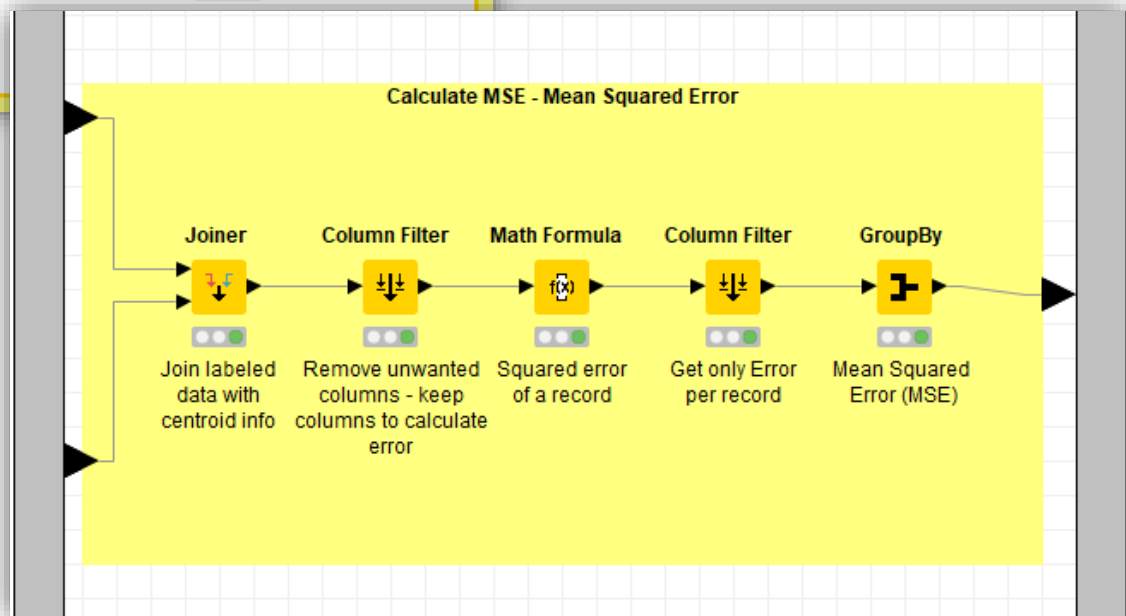 Calculate MSE - Mean Squared Error
Joiner
Column Filter
Math Formula
Column Filter
GroupBy
f(x)
Join labeled
data with
centroid info
Remove unwanted
columns - keep
columns to calculate
error
Squared error
of a record
Get only Error
per record
Mean Squared
Error (MSE)